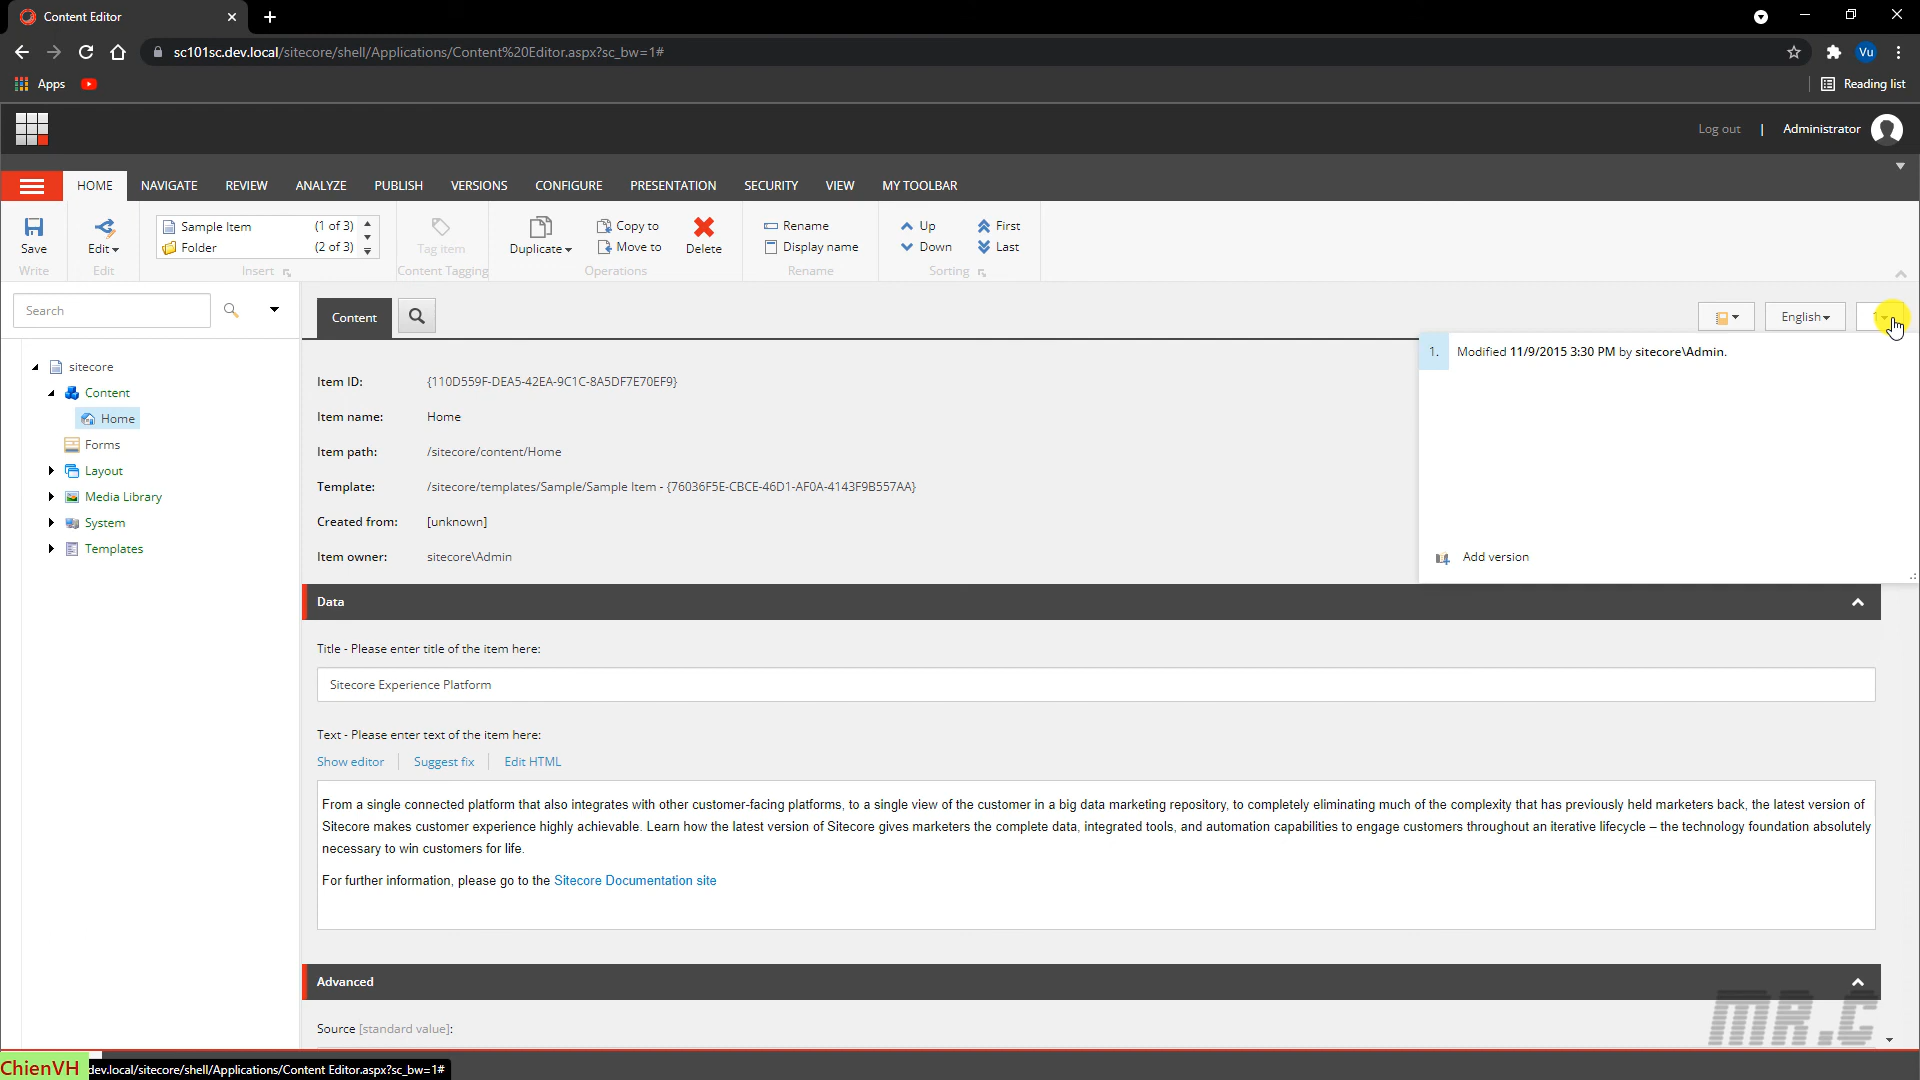 Content Editor
sc101sc.dev.local/sitecore/shell/Applications/Content%20Editor.aspx?sc_bw=1#
Vu
Apps
Reading list
Log out | Administrator
HOME NAVIGATE REVIEW ANALYZE PUBLISH VERSIONS CONFIGURE PRESENTATION SECURITY VIEW MY TOOLBAR
Sample Item (1 of 3)
Folder (2 of 3)
Save
Edit
Tag item
Duplicate
Copy to
Move to
Delete
Rename
Display name
Up
Down
First
Last
Write
Edit
Insert
Content Tagging
Operations
Rename
Sorting
Search
Content
English
1
sitecore
Content
Home
Forms
Layout
Media Library
System
Templates
1. Modified 11/9/2015 3:30 PM by sitecore\Admin.
Add version
Item ID: {110D559F-DEA5-42EA-9C1C-8A5DF7E70EF9}
Item name: Home
Item path: /sitecore/content/Home
Template: /sitecore/templates/Sample/Sample Item - {76036F5E-CBCE-46D1-AF0A-4143F9B557AA}
Created from: [unknown]
Item owner: sitecore\Admin
Data
Title - Please enter title of the item here:
Sitecore Experience Platform
Text - Please enter text of the item here:
Show editor Suggest fix Edit HTML
From a single connected platform that also integrates with other customer-facing platforms, to a single view of the customer in a big data marketing repository, to completely eliminating much of the complexity that has previously held marketers back, the latest version of
Sitecore makes customer experience highly achievable. Learn how the latest version of Sitecore gives marketers the complete data, integrated tools, and automation capabilities to engage customers throughout an iterative lifecycle – the technology foundation absolutely
necessary to win customers for life.
For further information, please go to the Sitecore Documentation site
Advanced
Source [standard value]:
MR.C
ChienVH
dev.local/sitecore/shell/Applications/Content Editor.aspx?sc_bw=1#